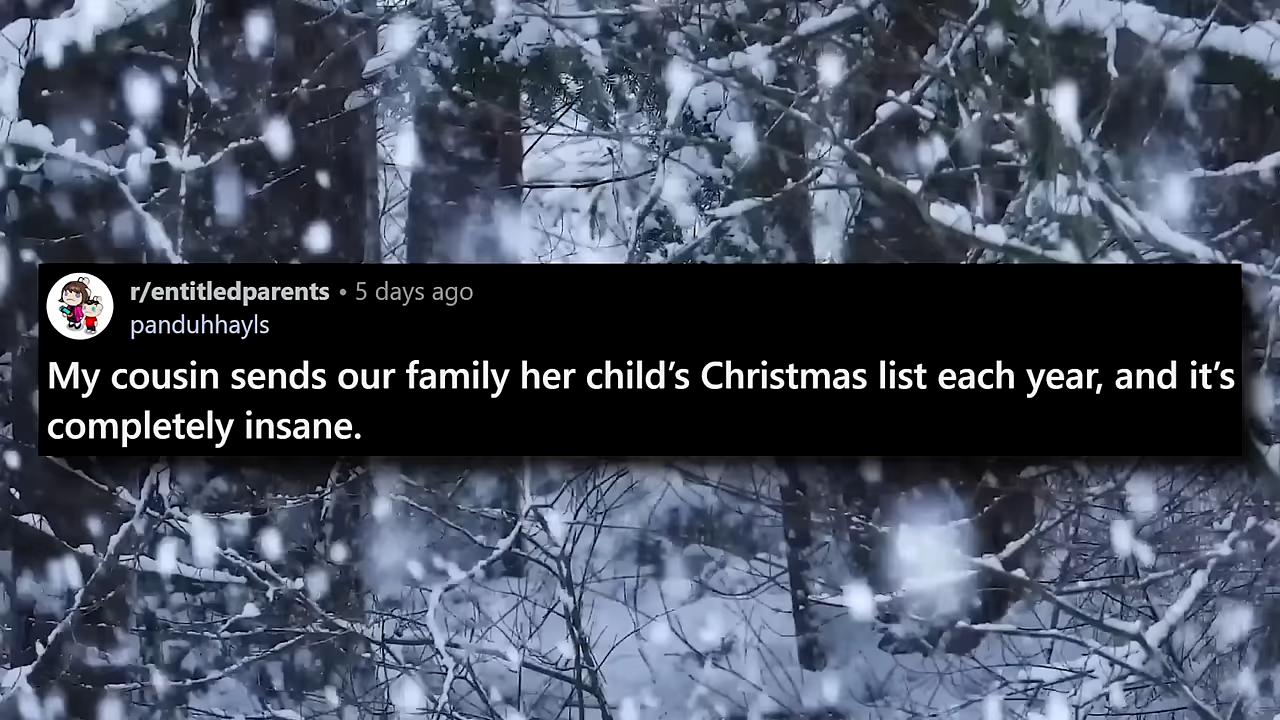 r/entitledparents • 5 days ago
panduhhayls
My cousin sends our family her child’s Christmas list each year, and it’s
completely insane.